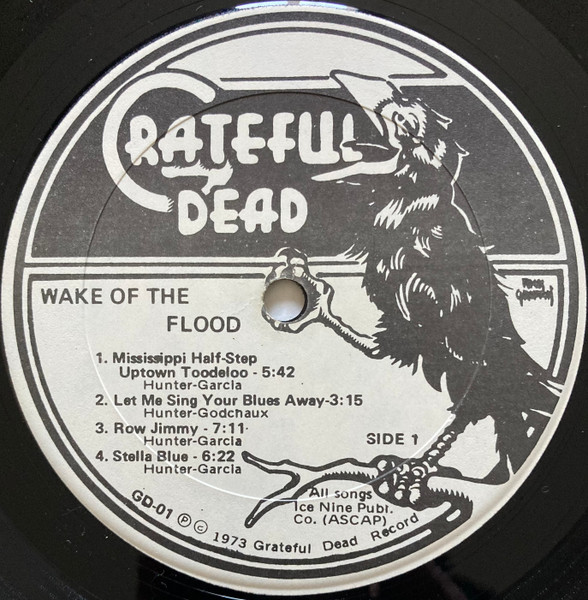 GRATEFUL
DEAD
WAKE OF THE
FLOOD
1. Mississippi Half-Step
Uptown Toodeloo - 5:42
Hunter-Garcia
2. Let Me Sing Your Blues Away-3:15
Hunter-Godchaux
3. Row Jimmy - 7:11
Hunter-Garcia
4. Stella Blue - 6:22
Hunter-Garcia
SIDE 1
All songs
Ice Nine Publ.
Co. (ASCAP)
GD-01 Ⓟ © 1973 Grateful Dead Record